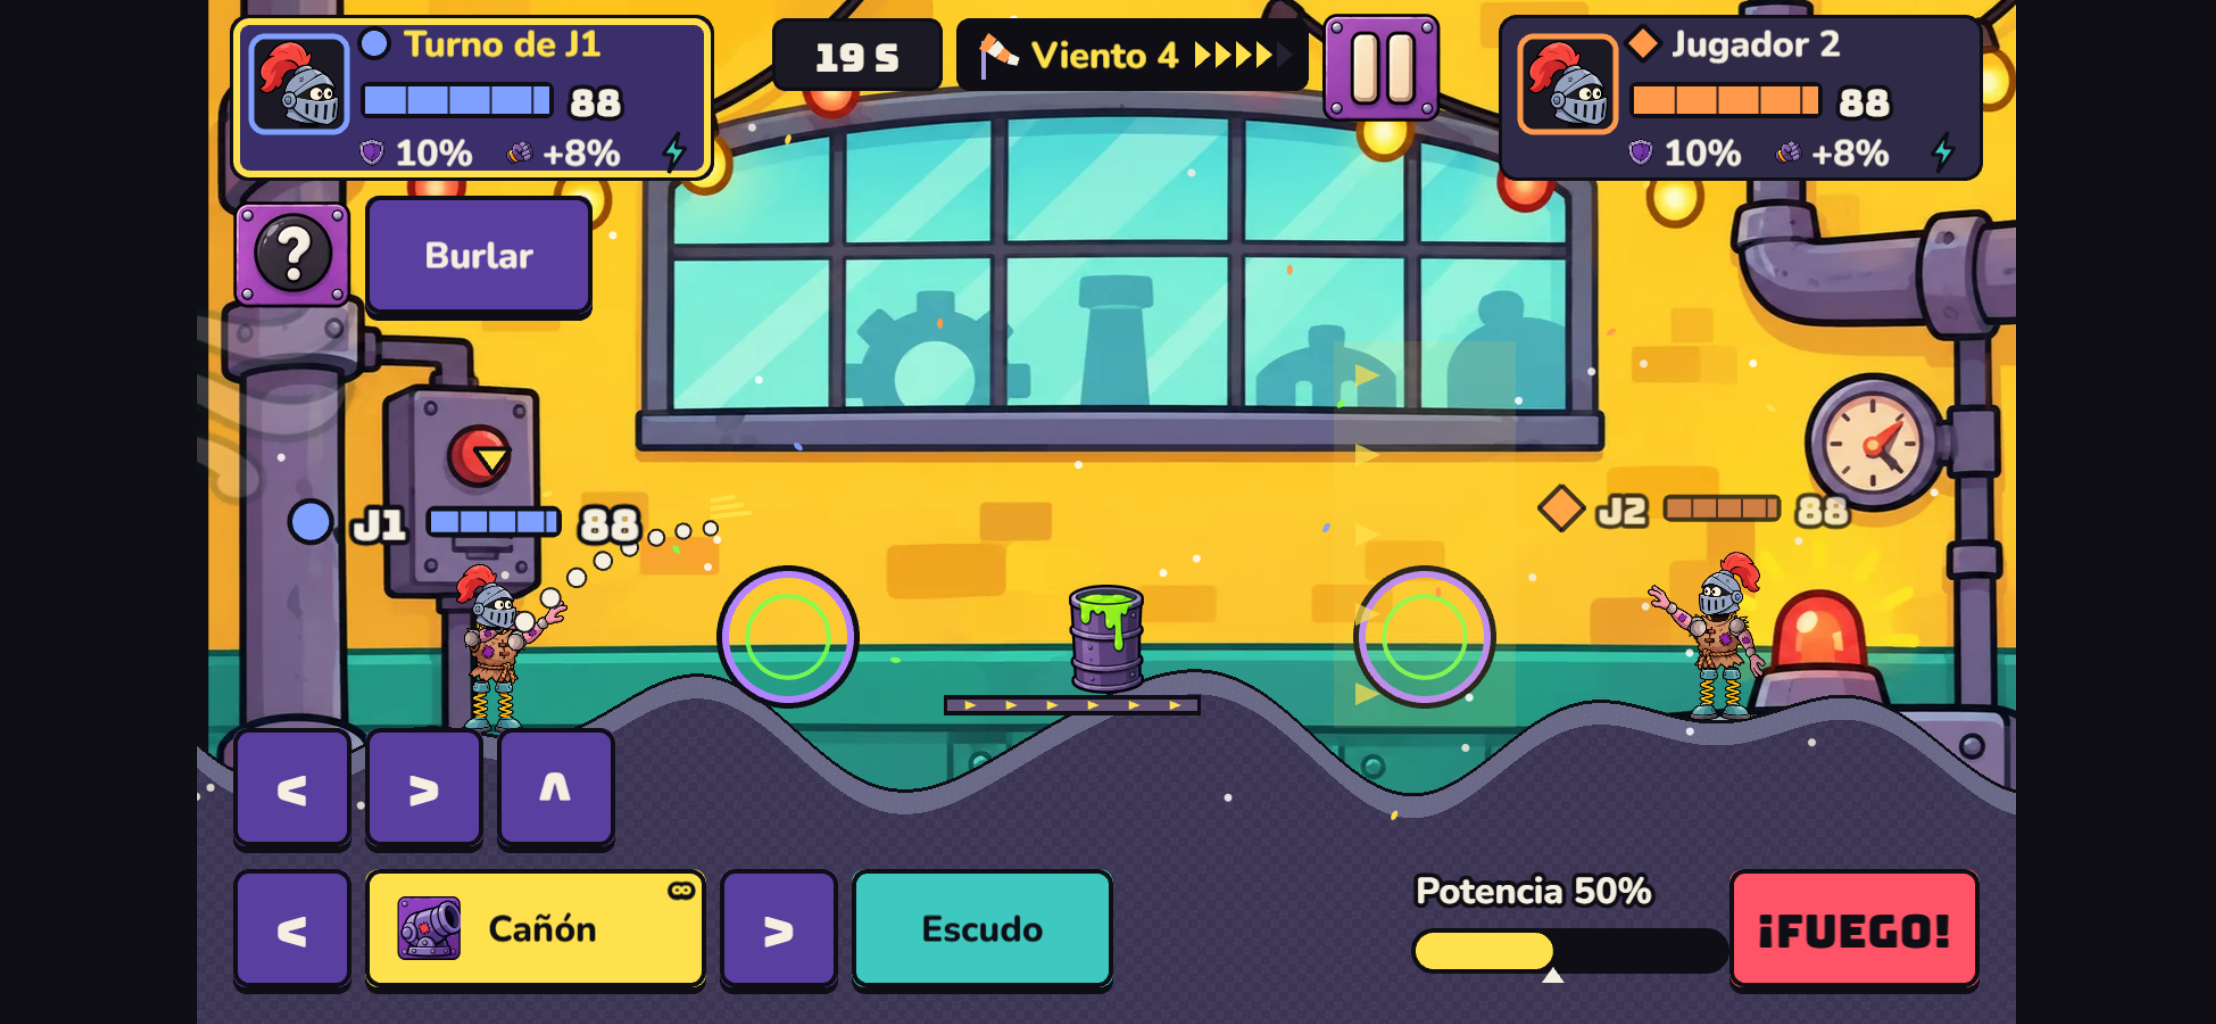 Turno de J1
88
10% +8%
19 S
Viento 4
Jugador 2
88
10% +8%
?
Burlar
J1 88
J2 88
< > ^
<
Cañón
∞
>
Escudo
Potencia 50%
¡FUEGO!